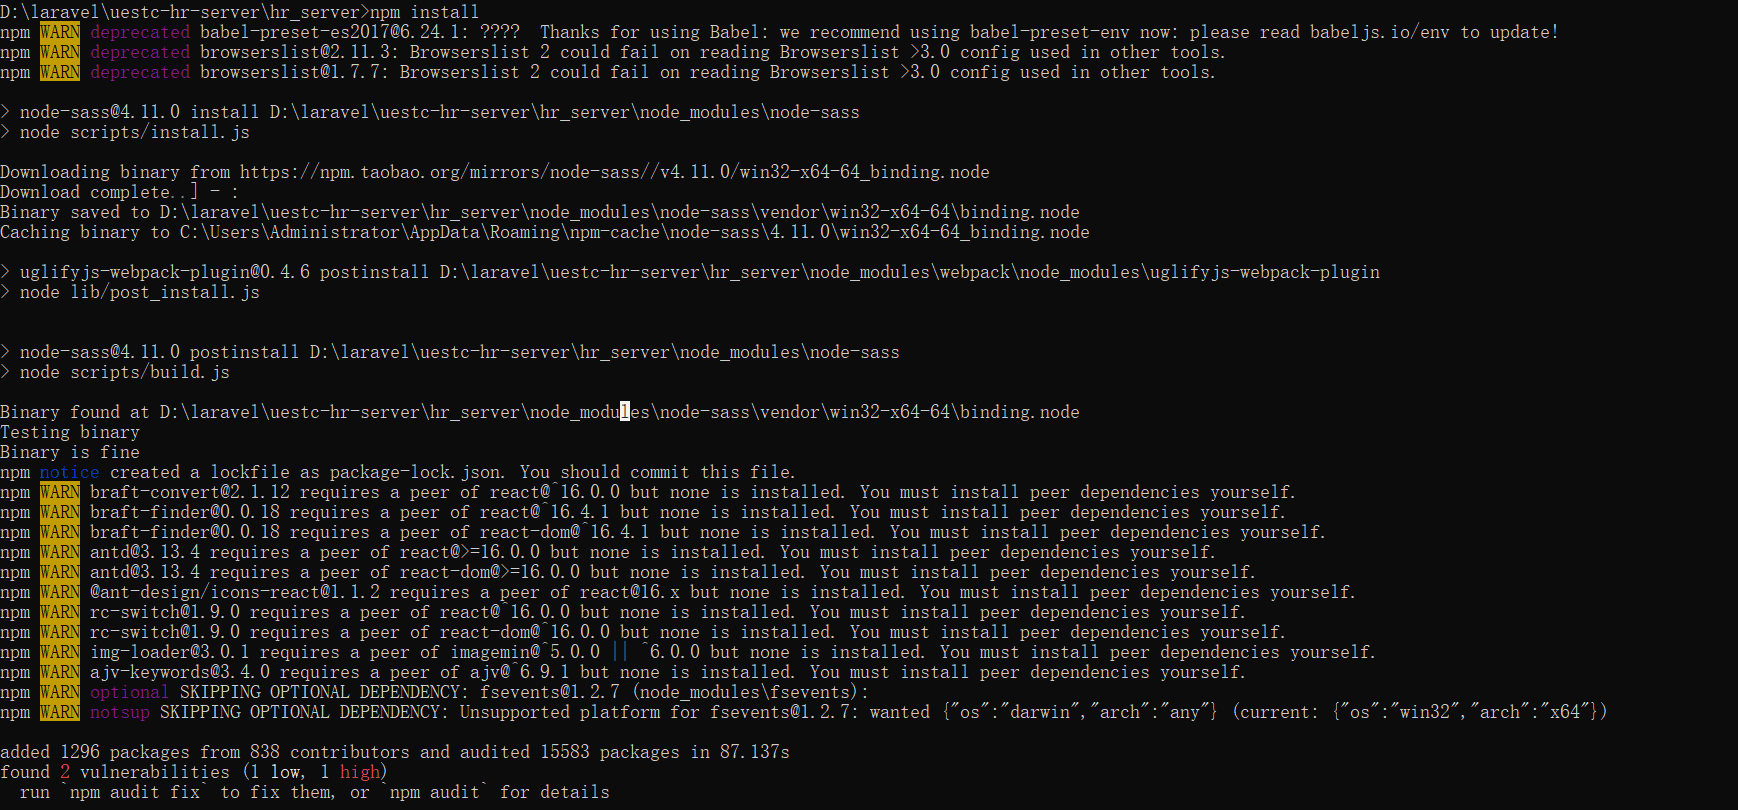 D:\laravel\uestc-hr-server\hr_server>npm install
npm WARN deprecated babel-preset-es2017@6.24.1: ????  Thanks for using Babel: we recommend using babel-preset-env now: please read babeljs.io/env to update!
npm WARN deprecated browserslist@2.11.3: Browserslist 2 could fail on reading Browserslist >3.0 config used in other tools.
npm WARN deprecated browserslist@1.7.7: Browserslist 2 could fail on reading Browserslist >3.0 config used in other tools.
> node-sass@4.11.0 install D:\laravel\uestc-hr-server\hr_server\node_modules\node-sass
> node scripts/install.js
Downloading binary from https://npm.taobao.org/mirrors/node-sass//v4.11.0/win32-x64-64_binding.node
Download complete..] - :
Binary saved to D:\laravel\uestc-hr-server\hr_server\node_modules\node-sass\vendor\win32-x64-64\binding.node
Caching binary to C:\Users\Administrator\AppData\Roaming\npm-cache\node-sass\4.11.0\win32-x64-64_binding.node
> uglifyjs-webpack-plugin@0.4.6 postinstall D:\laravel\uestc-hr-server\hr_server\node_modules\webpack\node_modules\uglifyjs-webpack-plugin
> node lib/post_install.js
> node-sass@4.11.0 postinstall D:\laravel\uestc-hr-server\hr_server\node_modules\node-sass
> node scripts/build.js
Binary found at D:\laravel\uestc-hr-server\hr_server\node_modules\node-sass\vendor\win32-x64-64\binding.node
Testing binary
Binary is fine
npm notice created a lockfile as package-lock.json. You should commit this file.
npm WARN braft-convert@2.1.12 requires a peer of react@^16.0.0 but none is installed. You must install peer dependencies yourself.
npm WARN braft-finder@0.0.18 requires a peer of react@^16.4.1 but none is installed. You must install peer dependencies yourself.
npm WARN braft-finder@0.0.18 requires a peer of react-dom@^16.4.1 but none is installed. You must install peer dependencies yourself.
npm WARN antd@3.13.4 requires a peer of react@>=16.0.0 but none is installed. You must install peer dependencies yourself.
npm WARN antd@3.13.4 requires a peer of react-dom@>=16.0.0 but none is installed. You must install peer dependencies yourself.
npm WARN @ant-design/icons-react@1.1.2 requires a peer of react@16.x but none is installed. You must install peer dependencies yourself.
npm WARN rc-switch@1.9.0 requires a peer of react@^16.0.0 but none is installed. You must install peer dependencies yourself.
npm WARN rc-switch@1.9.0 requires a peer of react-dom@^16.0.0 but none is installed. You must install peer dependencies yourself.
npm WARN img-loader@3.0.1 requires a peer of imagemin@^5.0.0 || ^6.0.0 but none is installed. You must install peer dependencies yourself.
npm WARN ajv-keywords@3.4.0 requires a peer of ajv@^6.9.1 but none is installed. You must install peer dependencies yourself.
npm WARN optional SKIPPING OPTIONAL DEPENDENCY: fsevents@1.2.7 (node_modules\fsevents):
npm WARN notsup SKIPPING OPTIONAL DEPENDENCY: Unsupported platform for fsevents@1.2.7: wanted {"os":"darwin","arch":"any"} (current: {"os":"win32","arch":"x64"})
added 1296 packages from 838 contributors and audited 15583 packages in 87.137s
found 2 vulnerabilities (1 low, 1 high)
  run `npm audit fix` to fix them, or `npm audit` for details